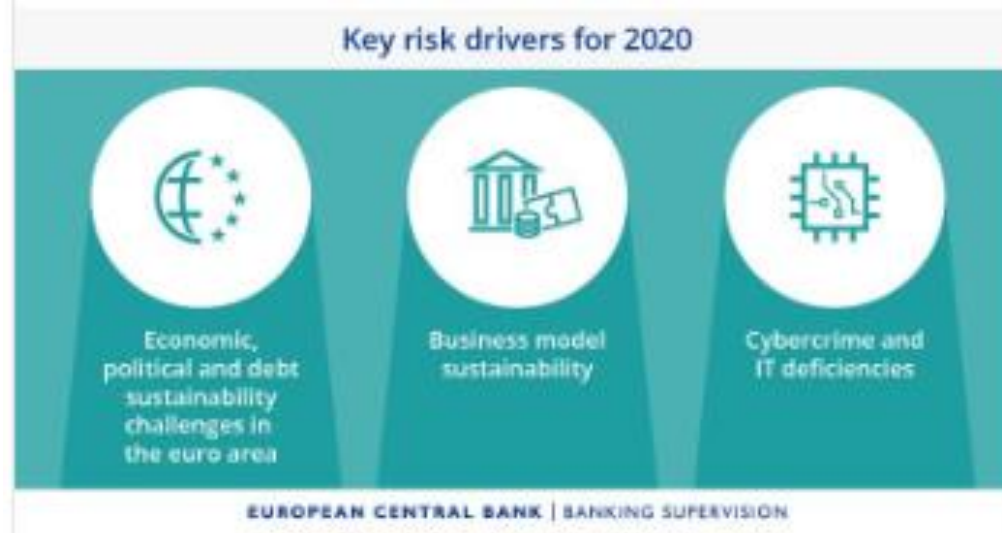 Key risk drivers for 2020
Economic,
political and debt
sustainability
challenges in
the euro area
Business model
sustainability
Cybercrime and
IT deficiencies
EUROPEAN CENTRAL BANK | BANKING SUPERVISION